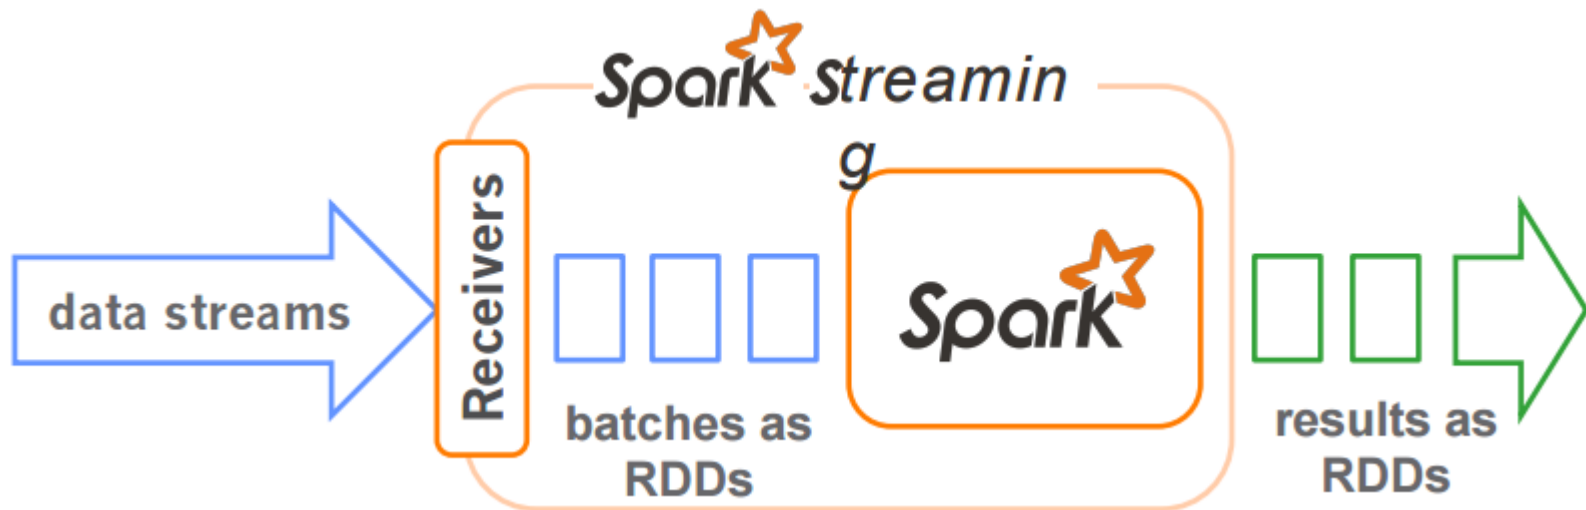 Spark Streamin
g
data streams
Receivers
batches as
RDDs
Spark
results as
RDDs